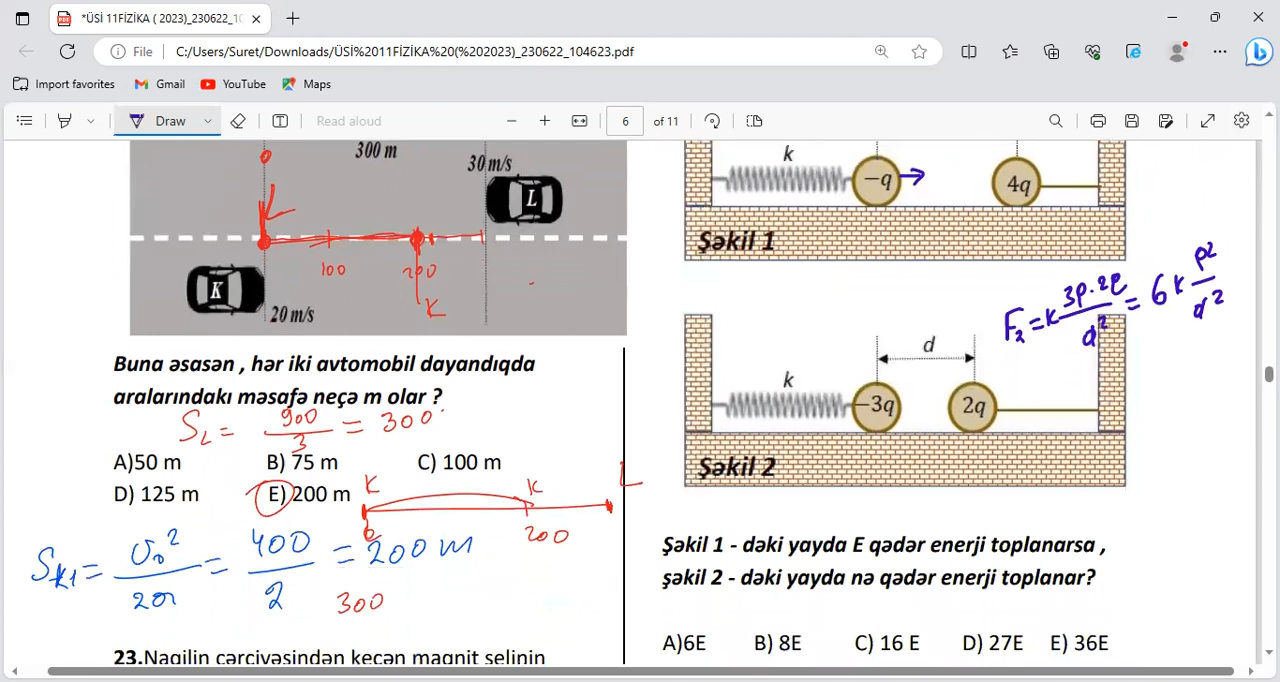 *ÜSİ 11FİZİKA ( 2023)_230622_10
File
C:/Users/Suret/Downloads/ÜSİ%2011FİZİKA%20(%202023)_230622_104623.pdf
Import favorites
Gmail
YouTube
Maps
Draw
Read aloud
6
of 11
300 m
30 m/s
L
100
200
K
K
20 m/s
Buna əsasən , hər iki avtomobil dayandıqda
aralarındakı məsafə neçə m olar ?
S_L = 900/3 = 300
A)50 m
B) 75 m
C) 100 m
D) 125 m
E) 200 m
K
K
L
200
S_K1 = υ₀²/2a = 400/2 = 200 m
300
23.Naqilin çərçivəsindən keçən maqnit selinin
k
-q
4q
Şəkil 1
F₂ = k 3q·2q/d² = 6k q²/d²
d
k
-3q
2q
Şəkil 2
Şəkil 1 - dəki yayda E qədər enerji toplanarsa ,
şəkil 2 - dəki yayda nə qədər enerji toplanar?
A)6E
B) 8E
C) 16 E
D) 27E
E) 36E